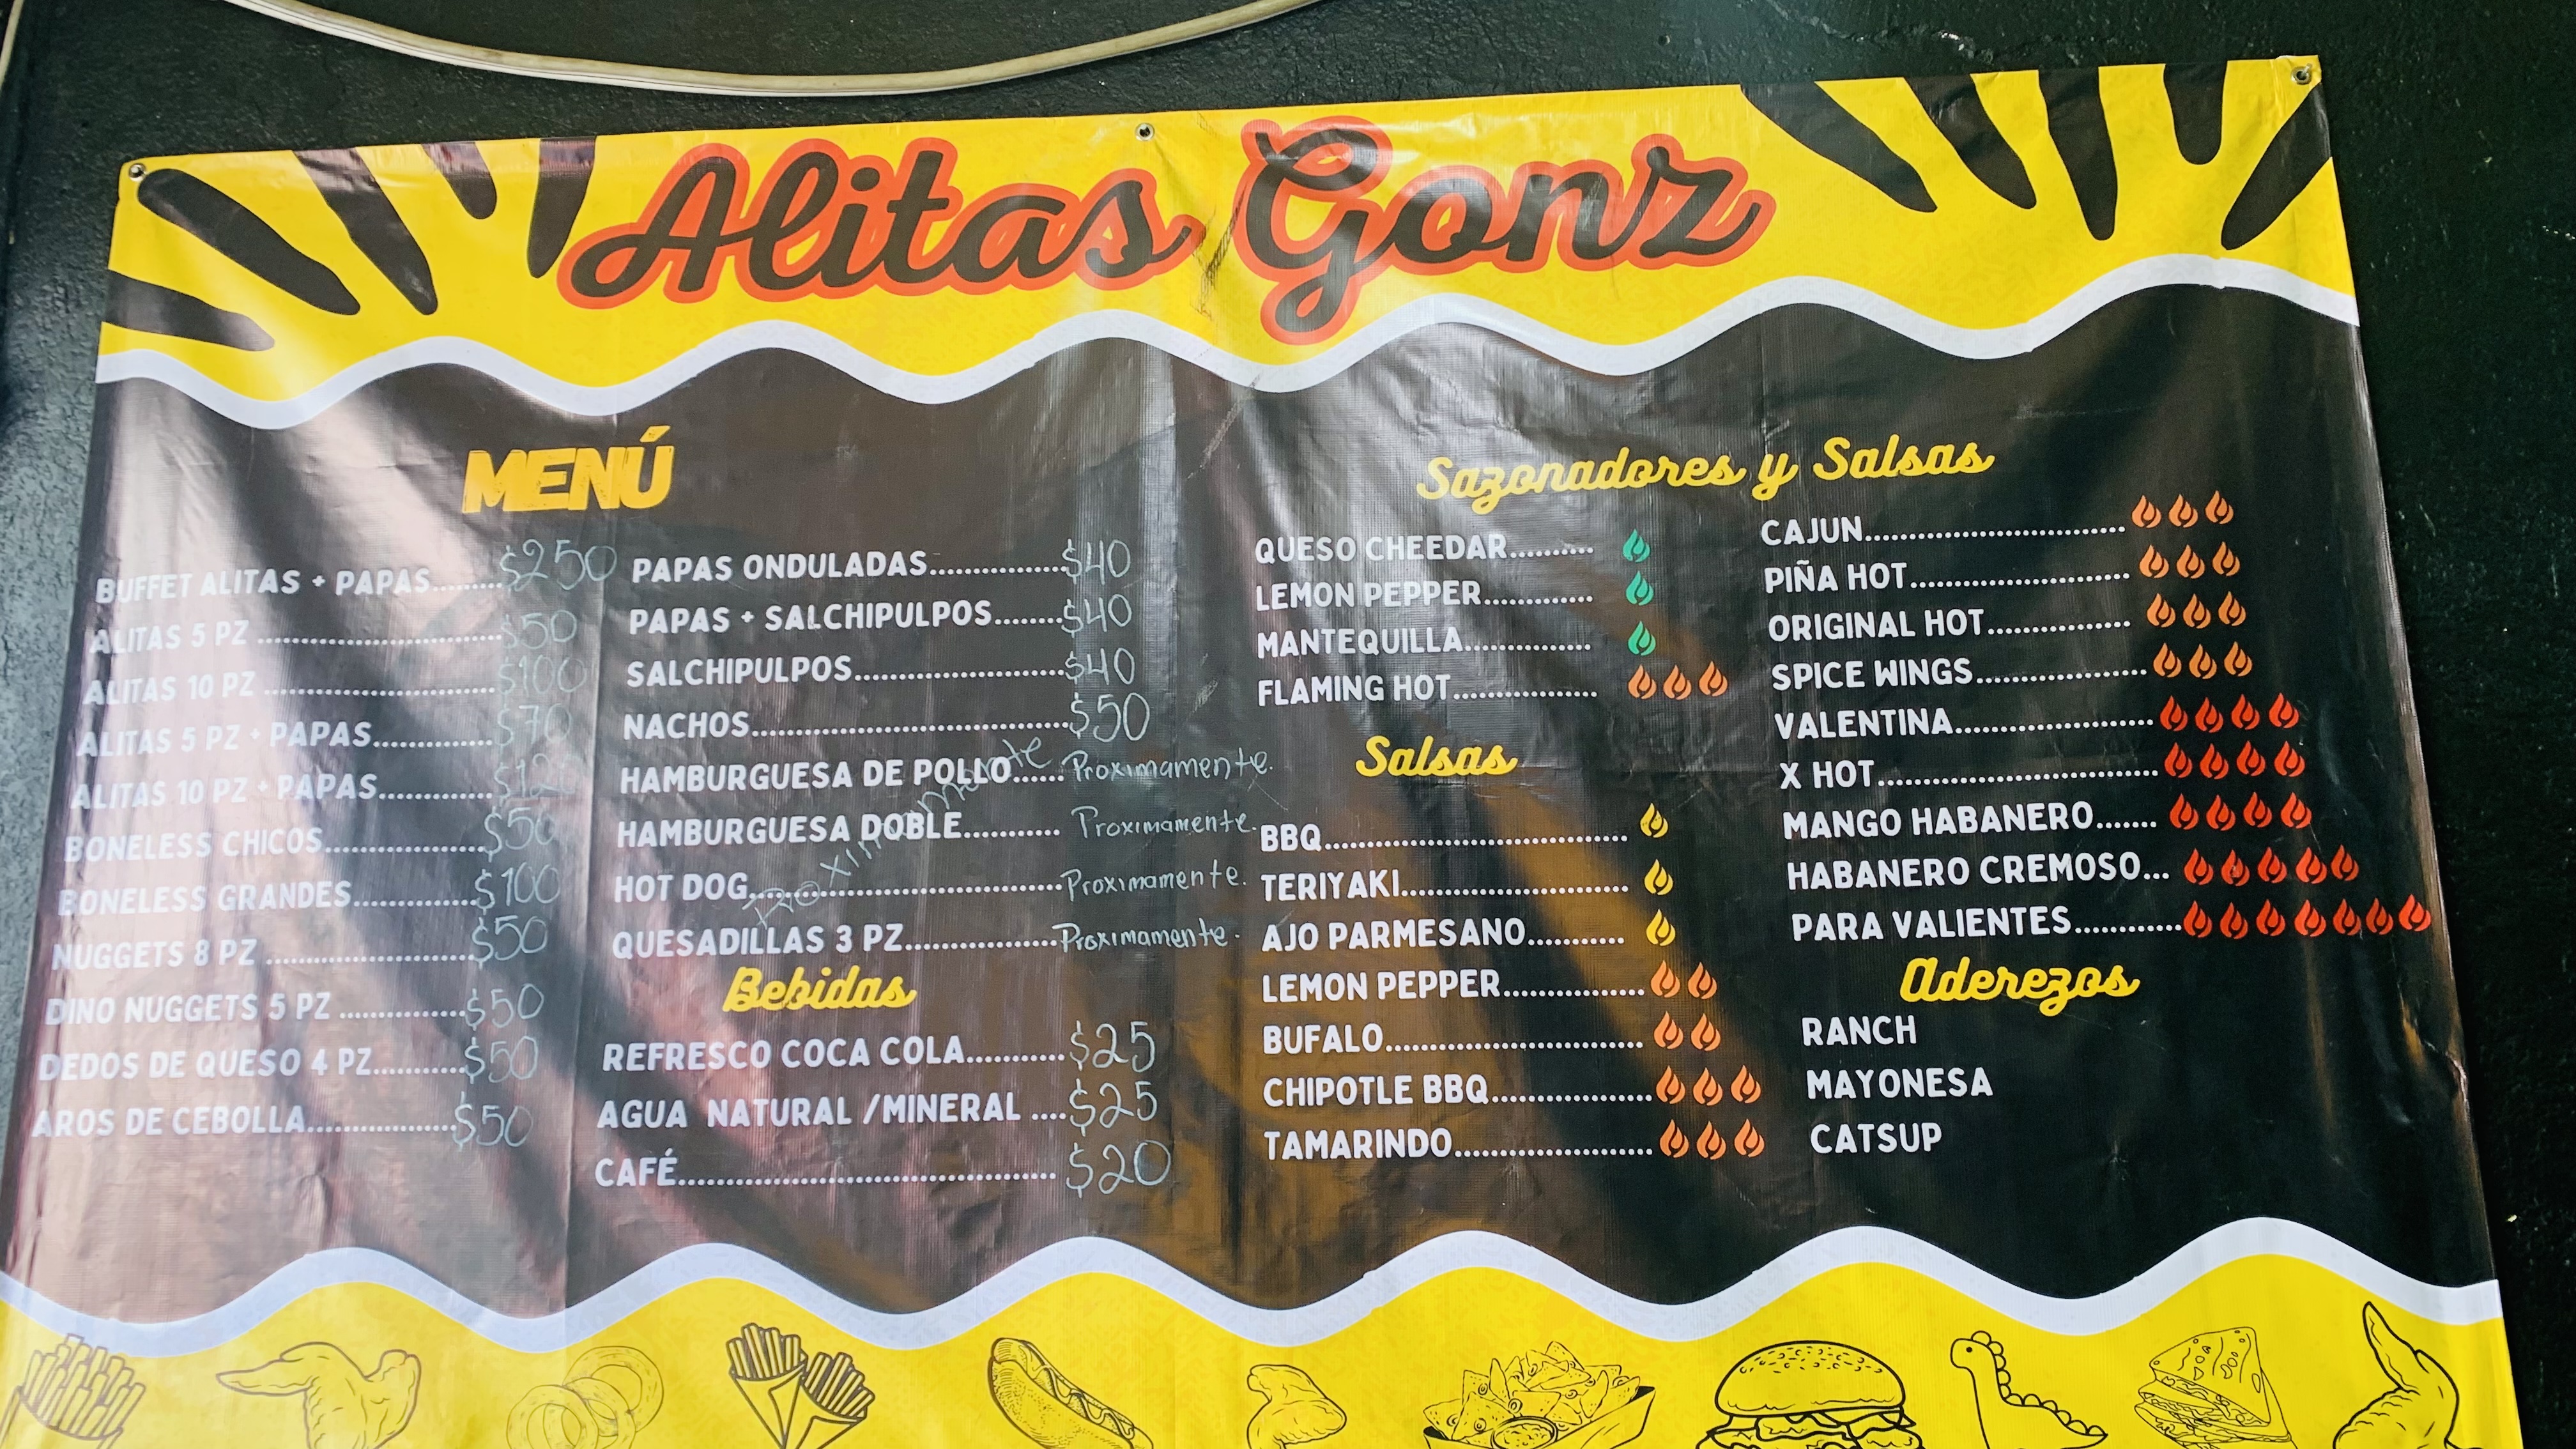 Alitas Gonz
MENÚ
BUFFET ALITAS + PAPAS........$250
ALITAS 5 PZ ............................$50
ALITAS 10 PZ ...........................$100
ALITAS 5 PZ + PAPAS..............$70
ALITAS 10 PZ + PAPAS.............$120
BONELESS CHICOS...................$50
BONELESS GRANDES...............$100
NUGGETS 8 PZ ........................$50
DINO NUGGETS 5 PZ ...............$50
DEDOS DE QUESO 4 PZ...........$50
AROS DE CEBOLLA..................$50
PAPAS ONDULADAS................$40
PAPAS + SALCHIPULPOS........$40
SALCHIPULPOS........................$40
NACHOS....................................$50
HAMBURGUESA DE POLLO......Proximamente.
HAMBURGUESA DOBLE........... Proximamente.
HOT DOG....................................Proximamente.
QUESADILLAS 3 PZ..................Proximamente.
Proximamente
Bebidas
REFRESCO COCA COLA...........$25
AGUA NATURAL /MINERAL ....$25
CAFÉ...........................................$20
Sazonadores y Salsas
QUESO CHEEDAR..........
LEMON PEPPER.............
MANTEQUILLA...............
FLAMING HOT.................
Salsas
BBQ...................................
TERIYAKI..........................
AJO PARMESANO...........
LEMON PEPPER................
BUFALO..............................
CHIPOTLE BBQ..................
TAMARINDO.......................
CAJUN..............................
PIÑA HOT.........................
ORIGINAL HOT................
SPICE WINGS...................
VALENTINA.......................
X HOT................................
MANGO HABANERO.......
HABANERO CREMOSO...
PARA VALIENTES............
Aderezos
RANCH
MAYONESA
CATSUP